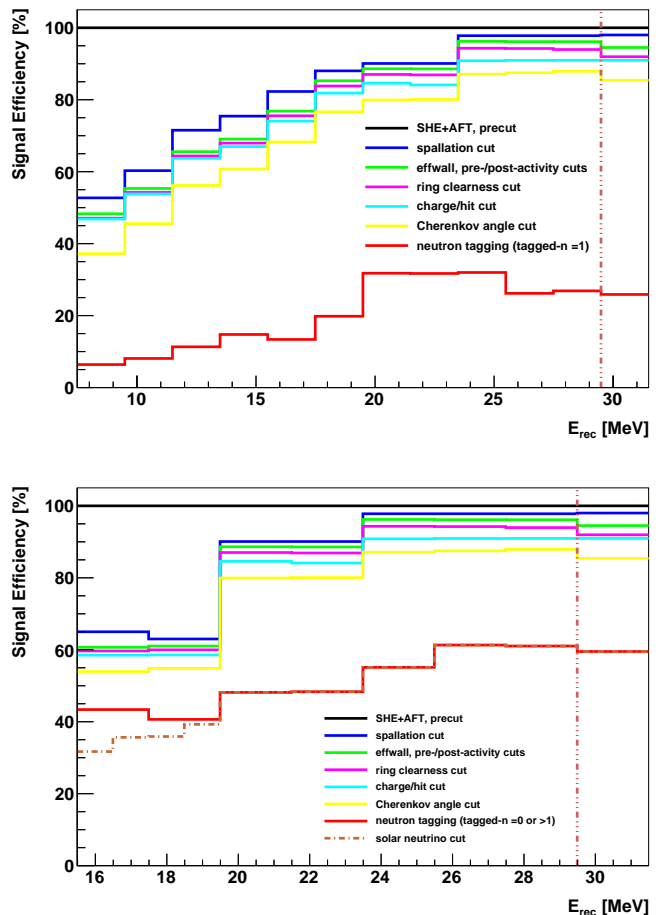 Signal Efficiency [%]
100
80
60
40
20
0
SHE+AFT, precut
spallation cut
effwall, pre-/post-activity cuts
ring clearness cut
charge/hit cut
Cherenkov angle cut
neutron tagging (tagged-n =1)
10 15 20 25 30
E_rec [MeV]
Signal Efficiency [%]
100
80
60
40
20
0
SHE+AFT, precut
spallation cut
effwall, pre-/post-activity cuts
ring clearness cut
charge/hit cut
Cherenkov angle cut
neutron tagging (tagged-n =0 or >1)
solar neutrino cut
16 18 20 22 24 26 28 30
E_rec [MeV]